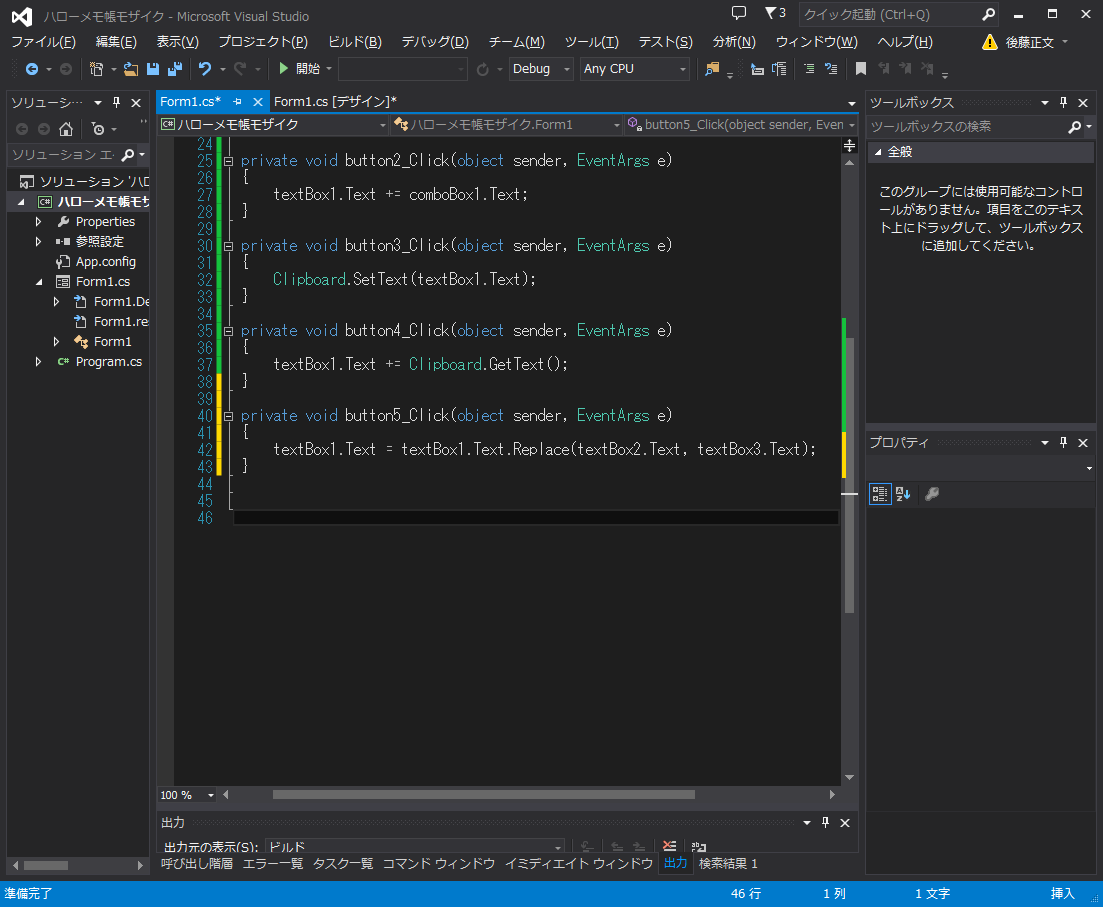 ハローメモ帳モザイク - Microsoft Visual Studio
3
クイック起動 (Ctrl+Q)
ファイル(F) 編集(E) 表示(V) プロジェクト(P) ビルド(B) デバッグ(D) チーム(M) ツール(T) テスト(S) 分析(N) ウィンドウ(W) ヘルプ(H) 後藤正文
開始 Debug Any CPU
ソリューシ…
ソリューション エ
ソリューション 'ハロ
C# ハローメモ帳モザ
Properties
参照設定
App.config
Form1.cs
Form1.De
Form1.re
Form1
C# Program.cs
Form1.cs* Form1.cs [デザイン]*
C# ハローメモ帳モザイク ハローメモ帳モザイク.Form1 button5_Click(object sender, Even
24
25 private void button2_Click(object sender, EventArgs e)
26 {
27 textBox1.Text += comboBox1.Text;
28 }
29
30 private void button3_Click(object sender, EventArgs e)
31 {
32 Clipboard.SetText(textBox1.Text);
33 }
34
35 private void button4_Click(object sender, EventArgs e)
36 {
37 textBox1.Text += Clipboard.GetText();
38 }
39
40 private void button5_Click(object sender, EventArgs e)
41 {
42 textBox1.Text = textBox1.Text.Replace(textBox2.Text, textBox3.Text);
43 }
44
45
46
100 %
出力
出力元の表示(S): ビルド
呼び出し階層 エラー一覧 タスク一覧 コマンド ウィンドウ イミディエイト ウィンドウ 出力 検索結果 1
ツールボックス
ツールボックスの検索
全般
このグループには使用可能なコントロ
ールがありません。項目をこのテキス
ト上にドラッグして、ツールボックス
に追加してください。
プロパティ
準備完了 46 行 1 列 1 文字 挿入